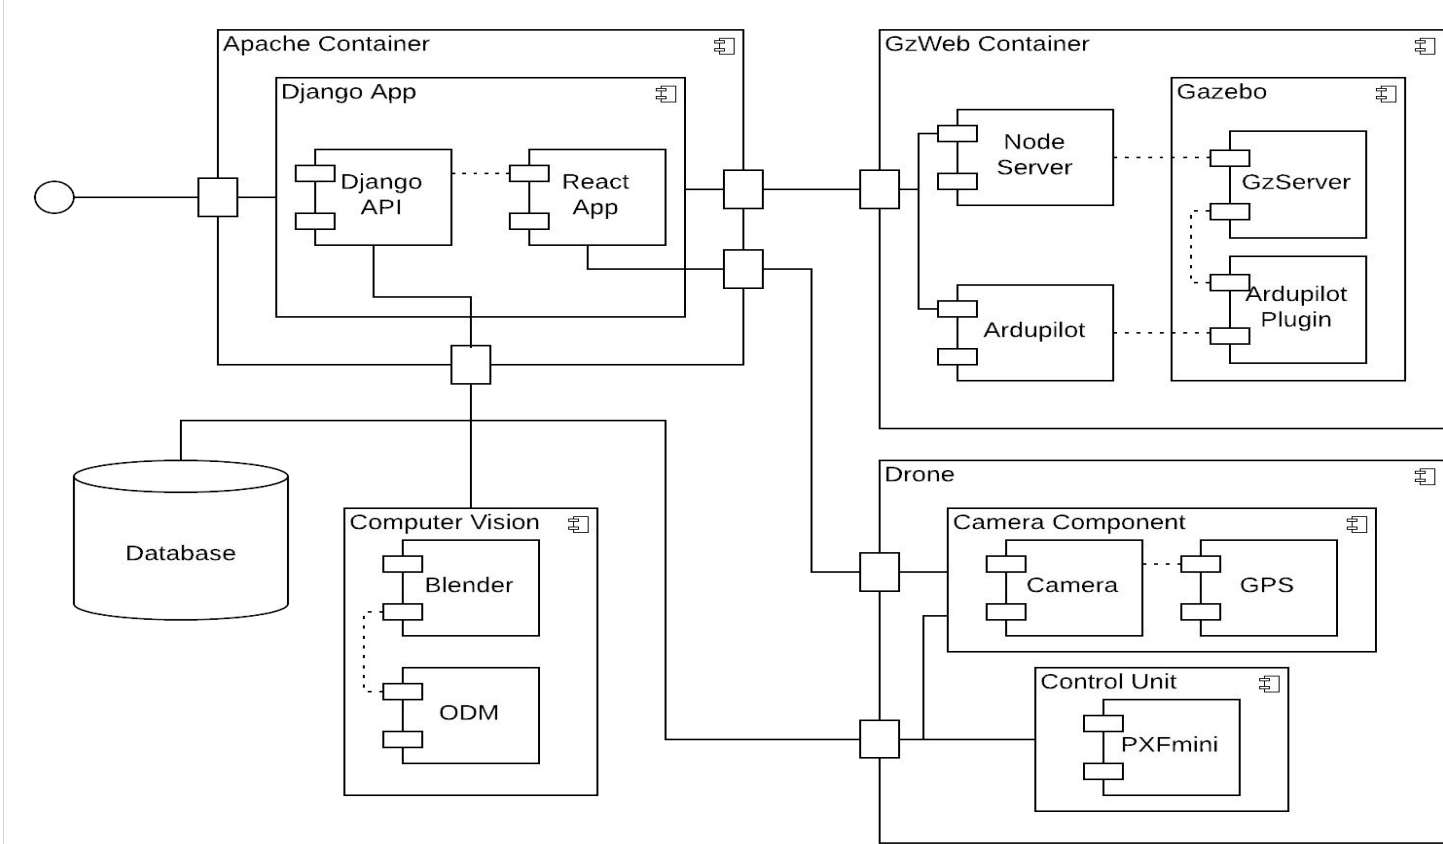 Apache Container
Django App
Django
API
React
App
GzWeb Container
Node
Server
Gazebo
GzServer
Ardupilot
Plugin
Ardupilot
Database
Computer Vision
Blender
ODM
Drone
Camera Component
Camera
GPS
Control Unit
PXFmini